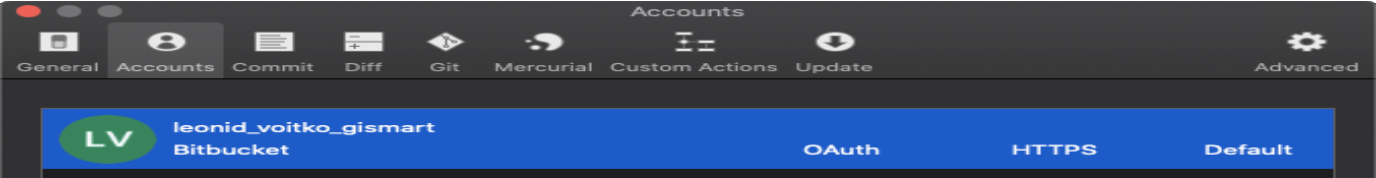 Accounts
General Accounts Commit Diff Git Mercurial Custom Actions Update Advanced
LV
leonid_voitko_gismart
Bitbucket OAuth HTTPS Default